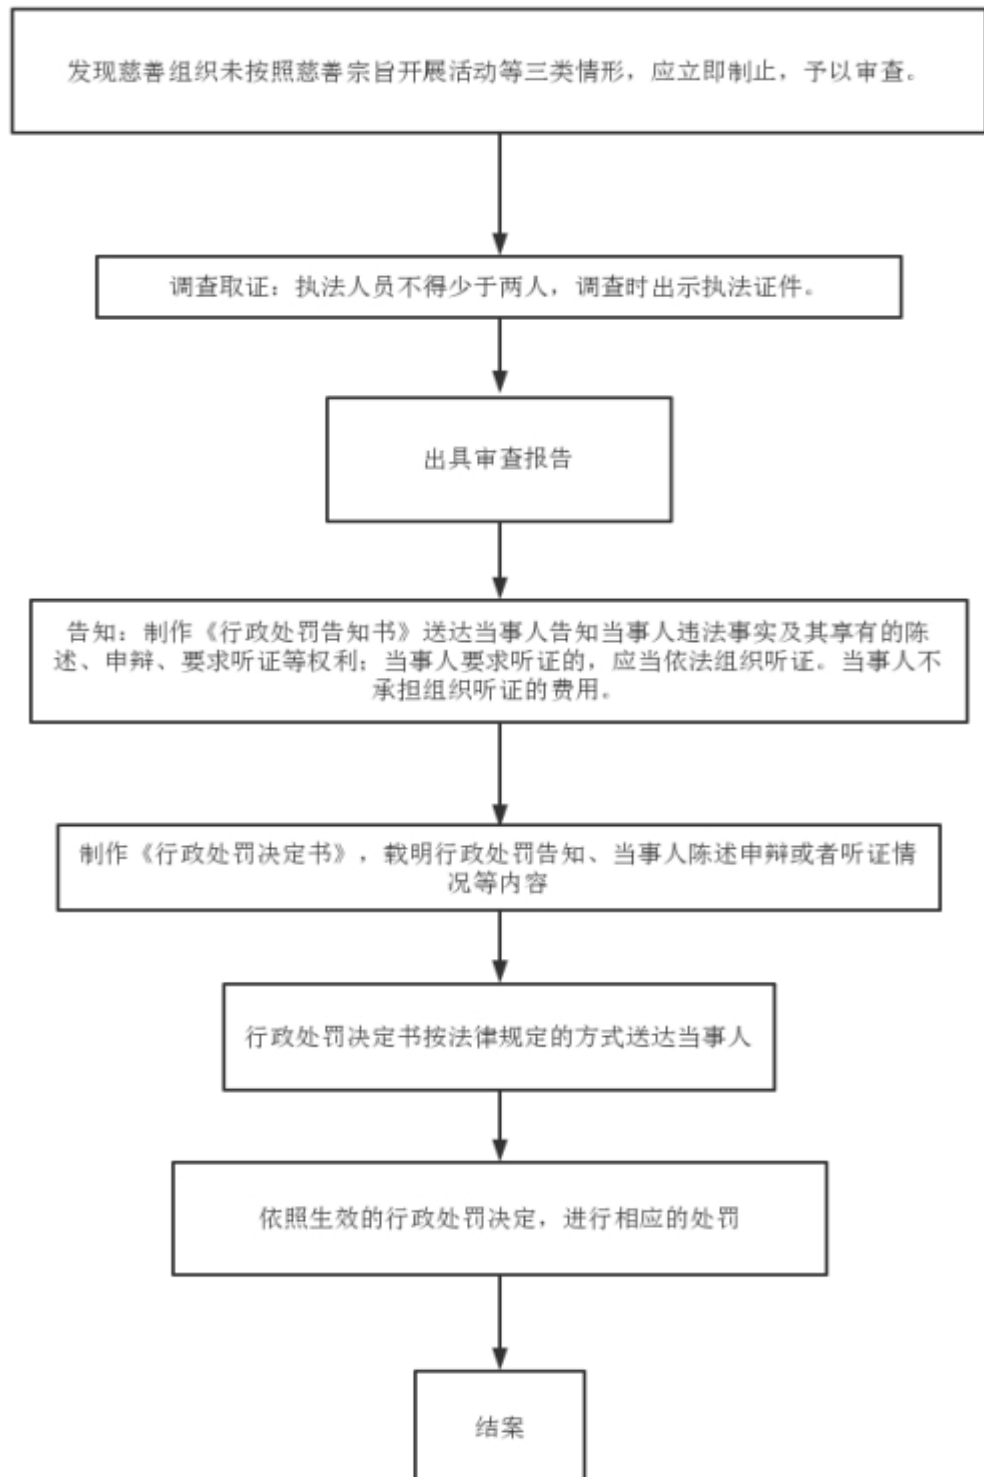 发现慈善组织未按照慈善宗旨开展活动等三类情形，应立即制止，予以审查。
调查取证：执法人员不得少于两人，调查时出示执法证件。
出具审查报告
告知：制作《行政处罚告知书》送达当事人告知当事人违法事实及其享有的陈
述、申辩、要求听证等权利；当事人要求听证的，应当依法组织听证。当事人不
承担组织听证的费用。
制作《行政处罚决定书》，载明行政处罚告知、当事人陈述申辩或者听证情
况等内容
行政处罚决定书按法律规定的方式送达当事人
依照生效的行政处罚决定，进行相应的处罚
结案